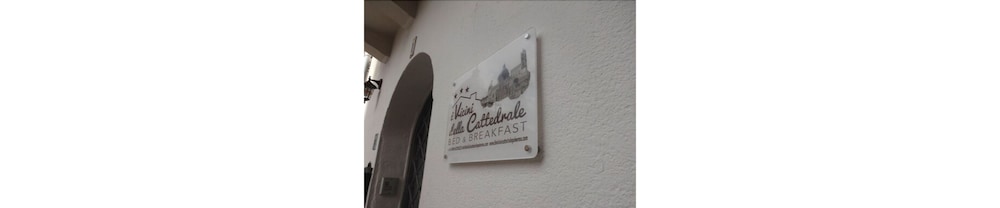 i Vicini
della Cattedrale
BED & BREAKFAST